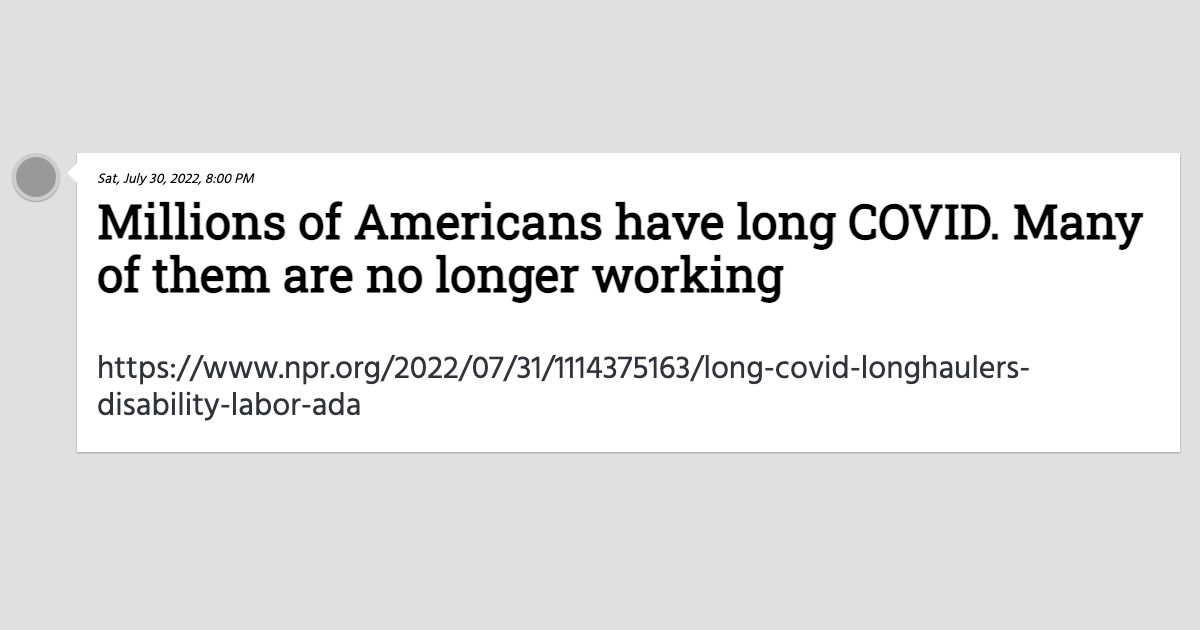 Sat, July 30, 2022, 8:00 PM
Millions of Americans have long COVID. Many
of them are no longer working
https://www.npr.org/2022/07/31/1114375163/long-covid-longhaulers-
disability-labor-ada